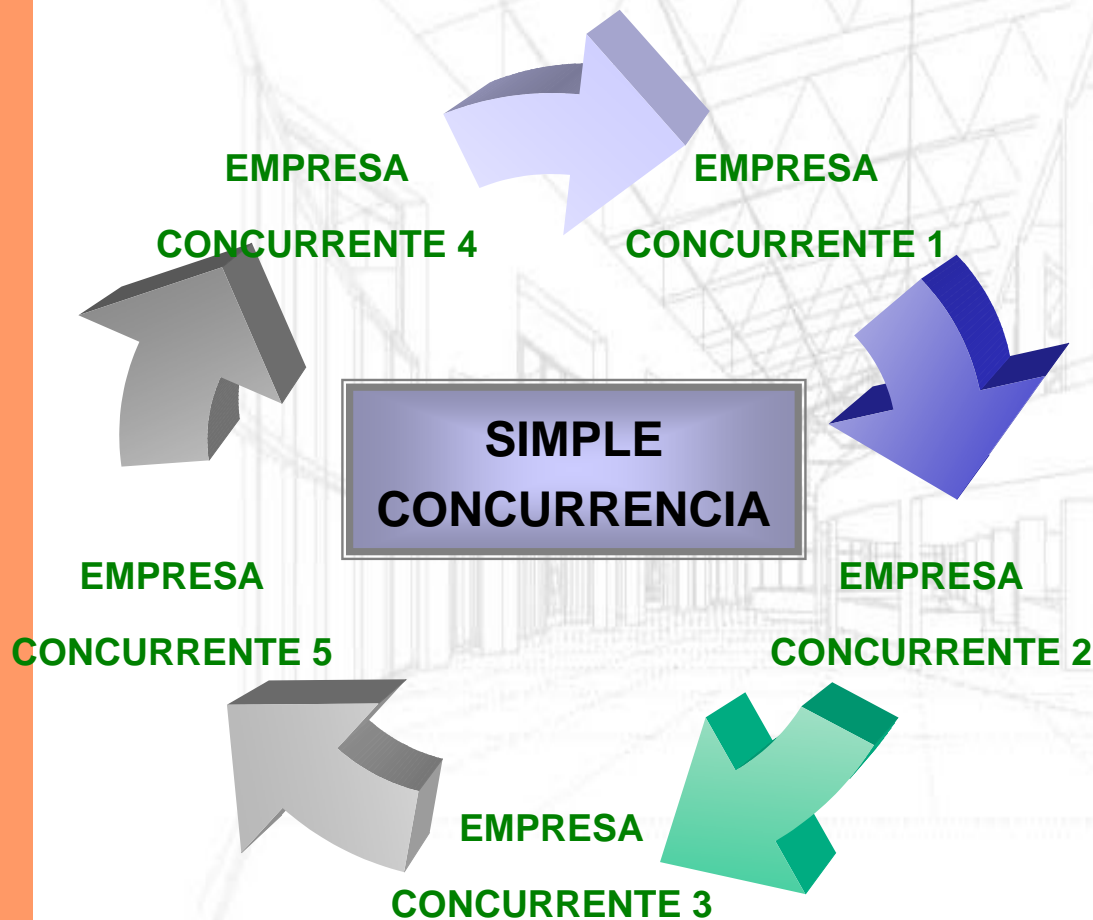 EMPRESA
CONCURRENTE 4
EMPRESA
CONCURRENTE 1
SIMPLE
CONCURRENCIA
EMPRESA
CONCURRENTE 5
EMPRESA
CONCURRENTE 2
EMPRESA
CONCURRENTE 3